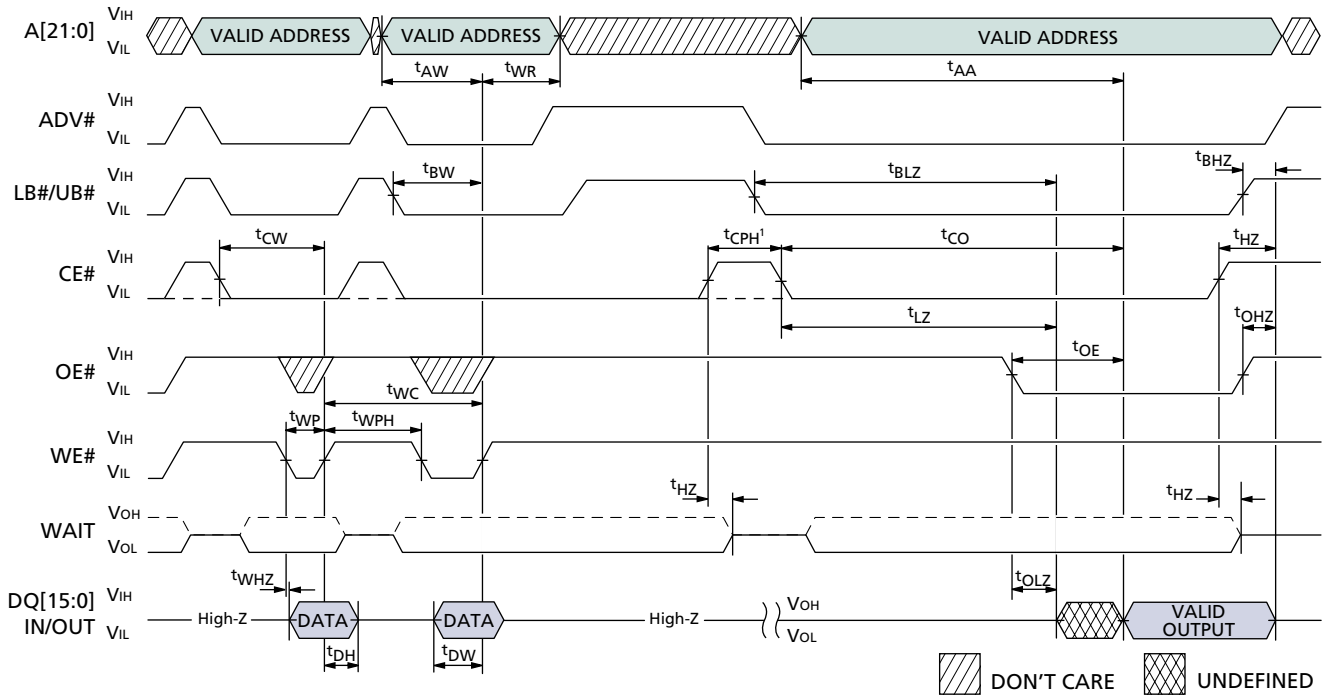 A[21:0] VIH VIL VALID ADDRESS VALID ADDRESS VALID ADDRESS
tAW tWR tAA
ADV# VIH VIL
LB#/UB# VIH VIL tBW tBLZ tBHZ
CE# VIH VIL tCW tCPH¹ tCO tHZ
tLZ
OE# VIH VIL tOE tOHZ
tWC
WE# VIH VIL tWP tWPH
WAIT VOH VOL tHZ tHZ
tWHZ tOLZ
DQ[15:0] VIH High-Z DATA DATA High-Z VOH VALID
IN/OUT VIL VOL OUTPUT
tDH tDW
DON'T CARE UNDEFINED